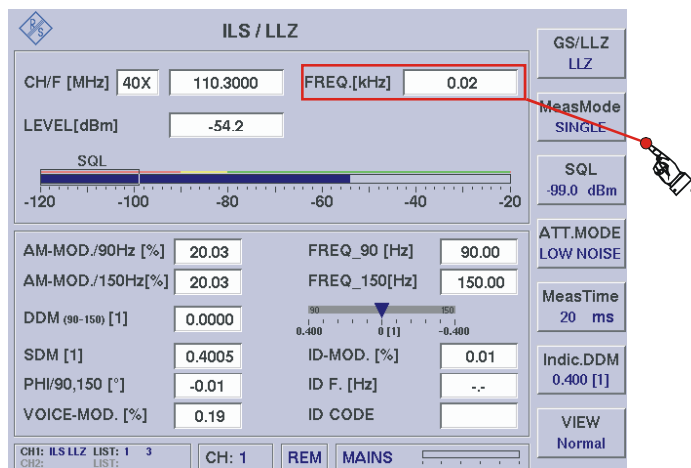 R&S
ILS / LLZ
GS/LLZ
LLZ
CH/F [MHz] 40X 110.3000 FREQ.[kHz] 0.02
MeasMode
SINGLE
LEVEL[dBm] -54.2
SQL
-120 -100 -80 -60 -40 -20
SQL
-99.0 dBm
ATT.MODE
LOW NOISE
AM-MOD./90Hz [%] 20.03 FREQ_90 [Hz] 90.00
AM-MOD./150Hz[%] 20.03 FREQ_150[Hz] 150.00
MeasTime
20 ms
DDM (90-150) [1] 0.0000 90 150
0.400 0 [1] -0.400
SDM [1] 0.4005 ID-MOD. [%] 0.01
Indic.DDM
0.400 [1]
PHI/90,150 [°] -0.01 ID F. [Hz] -.-
VOICE-MOD. [%] 0.19 ID CODE
VIEW
Normal
CH1: ILS LLZ LIST: 1 3
CH2: LIST:
CH: 1 REM MAINS